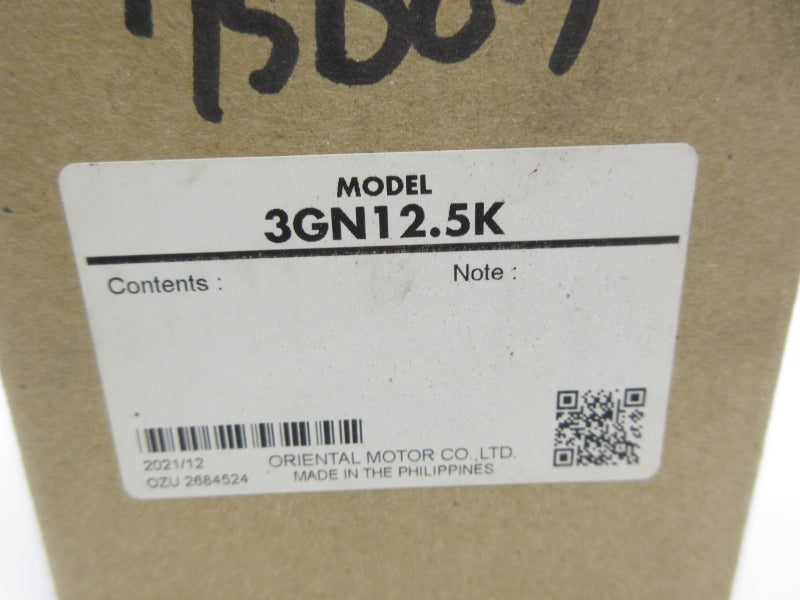 MODEL
3GN12.5K
Contents :
Note :
2021/12
OZU 2684524
ORIENTAL MOTOR CO.,LTD.
MADE IN THE PHILIPPINES